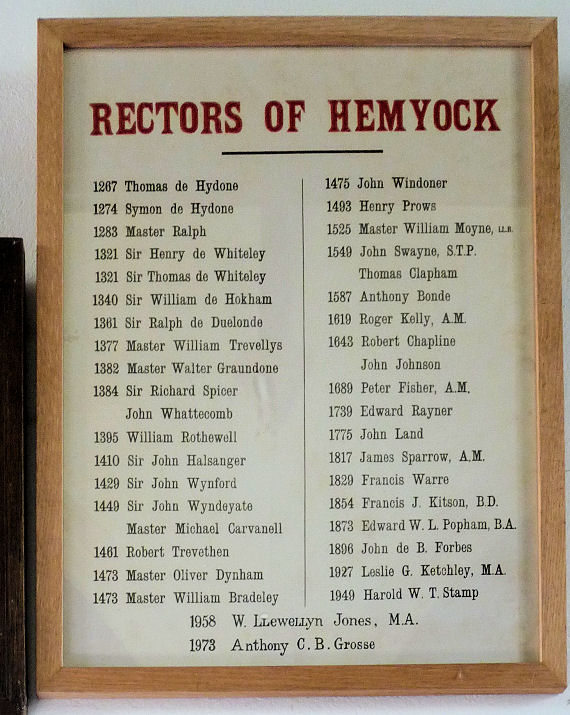 RECTORS OF HEMYOCK
1267 Thomas de Hydone
1274 Symon de Hydone
1283 Master Ralph
1321 Sir Henry de Whiteley
1321 Sir Thomas de Whiteley
1340 Sir William de Hokham
1361 Sir Ralph de Duelonde
1377 Master William Trevellys
1382 Master Walter Graundone
1384 Sir Richard Spicer
John Whattecomb
1395 William Rothewell
1410 Sir John Halsanger
1429 Sir John Wynford
1449 Sir John Wyndeyate
Master Michael Carvanell
1461 Robert Trevethen
1473 Master Oliver Dynham
1473 Master William Bradeley
1475 John Windoner
1493 Henry Prows
1525 Master William Moyne, LL.B.
1549 John Swayne, S.T.P.
Thomas Clapham
1587 Anthony Bonde
1619 Roger Kelly, A.M.
1643 Robert Chapline
John Johnson
1689 Peter Fisher, A.M.
1739 Edward Rayner
1775 John Land
1817 James Sparrow, A.M.
1829 Francis Warre
1854 Francis J. Kitson, B.D.
1873 Edward W. L. Popham, B.A.
1896 John de B. Forbes
1927 Leslie G. Ketchley, M.A.
1949 Harold W. T. Stamp
1958 W. Llewellyn Jones, M.A.
1973 Anthony C. B. Grosse